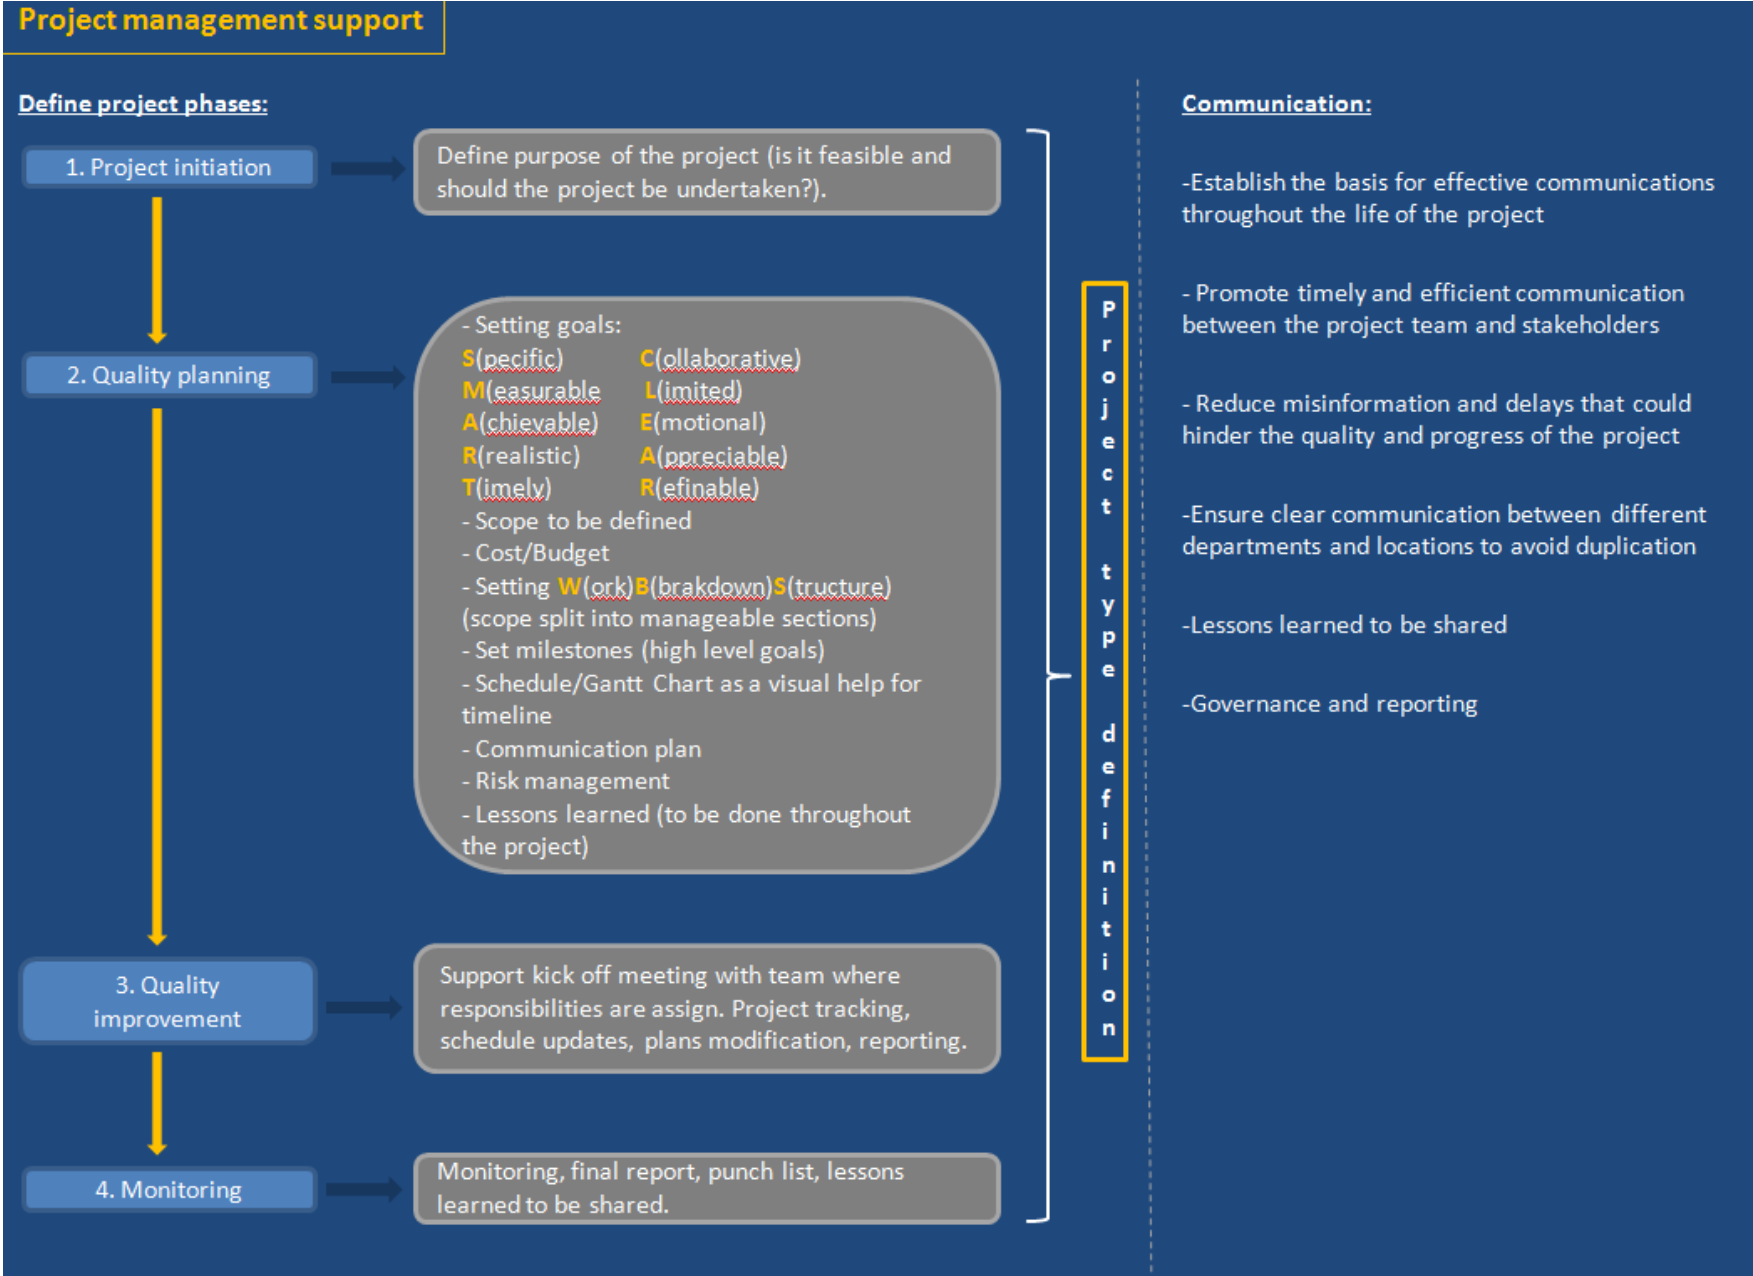 Project management support
Define project phases:
1. Project initiation
Define purpose of the project (is it feasible and
should the project be undertaken?).
2. Quality planning
- Setting goals:
S(pecific) C(ollaborative)
M(easurable L(imited)
A(chievable) E(motional)
R(realistic) A(ppreciable)
T(imely) R(efinable)
- Scope to be defined
- Cost/Budget
- Setting W(ork)B(brakdown)S(tructure)
(scope split into manageable sections)
- Set milestones (high level goals)
- Schedule/Gantt Chart as a visual help for
timeline
- Communication plan
- Risk management
- Lessons learned (to be done throughout
the project)
3. Quality
improvement
Support kick off meeting with team where
responsibilities are assign. Project tracking,
schedule updates, plans modification, reporting.
4. Monitoring
Monitoring, final report, punch list, lessons
learned to be shared.
Project type definition
Communication:
-Establish the basis for effective communications
throughout the life of the project
- Promote timely and efficient communication
between the project team and stakeholders
- Reduce misinformation and delays that could
hinder the quality and progress of the project
-Ensure clear communication between different
departments and locations to avoid duplication
-Lessons learned to be shared
-Governance and reporting